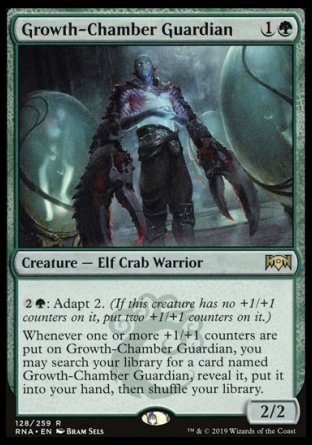 Growth-Chamber Guardian 1
Creature — Elf Crab Warrior
2: Adapt 2. (If this creature has no +1/+1
counters on it, put two +1/+1 counters on it.)
Whenever one or more +1/+1 counters are
put on Growth-Chamber Guardian, you
may search your library for a card named
Growth-Chamber Guardian, reveal it, put it
into your hand, then shuffle your library.
2/2
128/259 R
RNA • EN Bram Sels
™ & © 2019 Wizards of the Coast